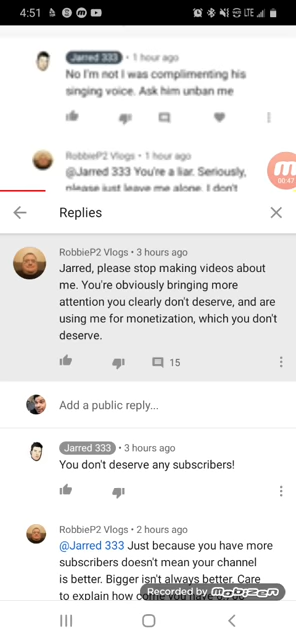 4:51
LTE
Jarred 333 • 1 hour ago
No I'm not I was complimenting his
singing voice. Ask him unban me
RobbieP2 Vlogs • 1 hour ago
@Jarred 333 You're a liar. Seriously,
please just leave me alone. I don't
00:47
Replies
RobbieP2 Vlogs • 3 hours ago
Jarred, please stop making videos about
me. You're obviously bringing more
attention you clearly don't deserve, and are
using me for monetization, which you don't
deserve.
15
Add a public reply...
Jarred 333 • 3 hours ago
You don't deserve any subscribers!
RobbieP2 Vlogs • 2 hours ago
@Jarred 333 Just because you have more
subscribers doesn't mean your channel
is better. Bigger isn't always better. Care
to explain how come you have
Recorded by mobizen